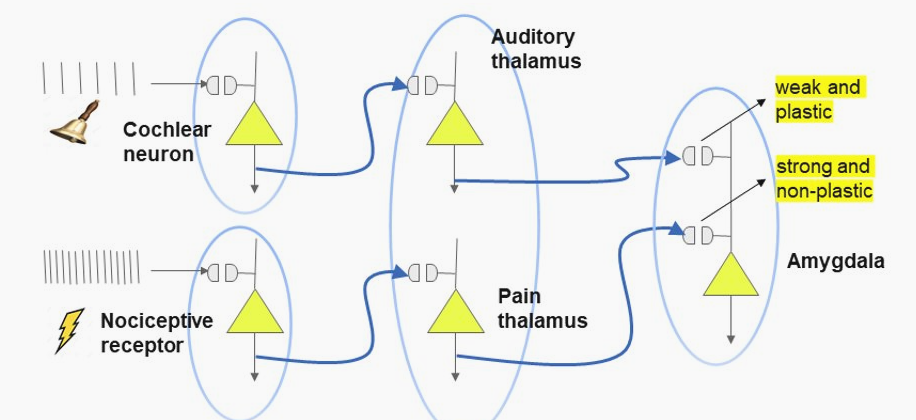 Auditory
thalamus
weak and
plastic
Cochlear
neuron
strong and
non-plastic
Amygdala
Pain
thalamus
Nociceptive
receptor